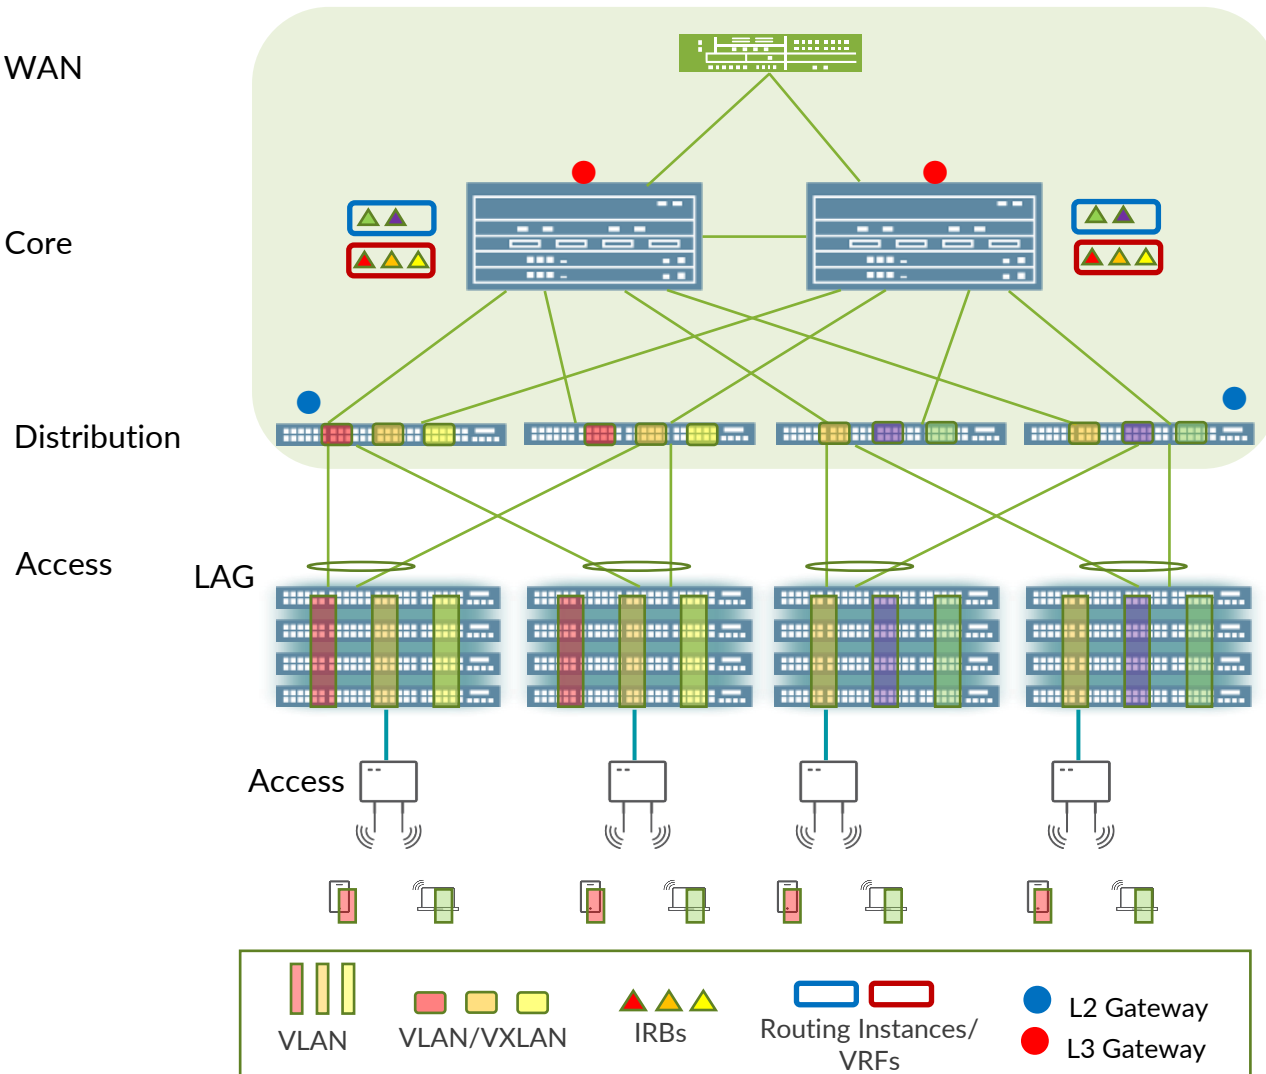 WAN
Core
Distribution
Access
LAG
Access
VLAN
VLAN/VXLAN
IRBs
Routing Instances/
VRFs
L2 Gateway
L3 Gateway